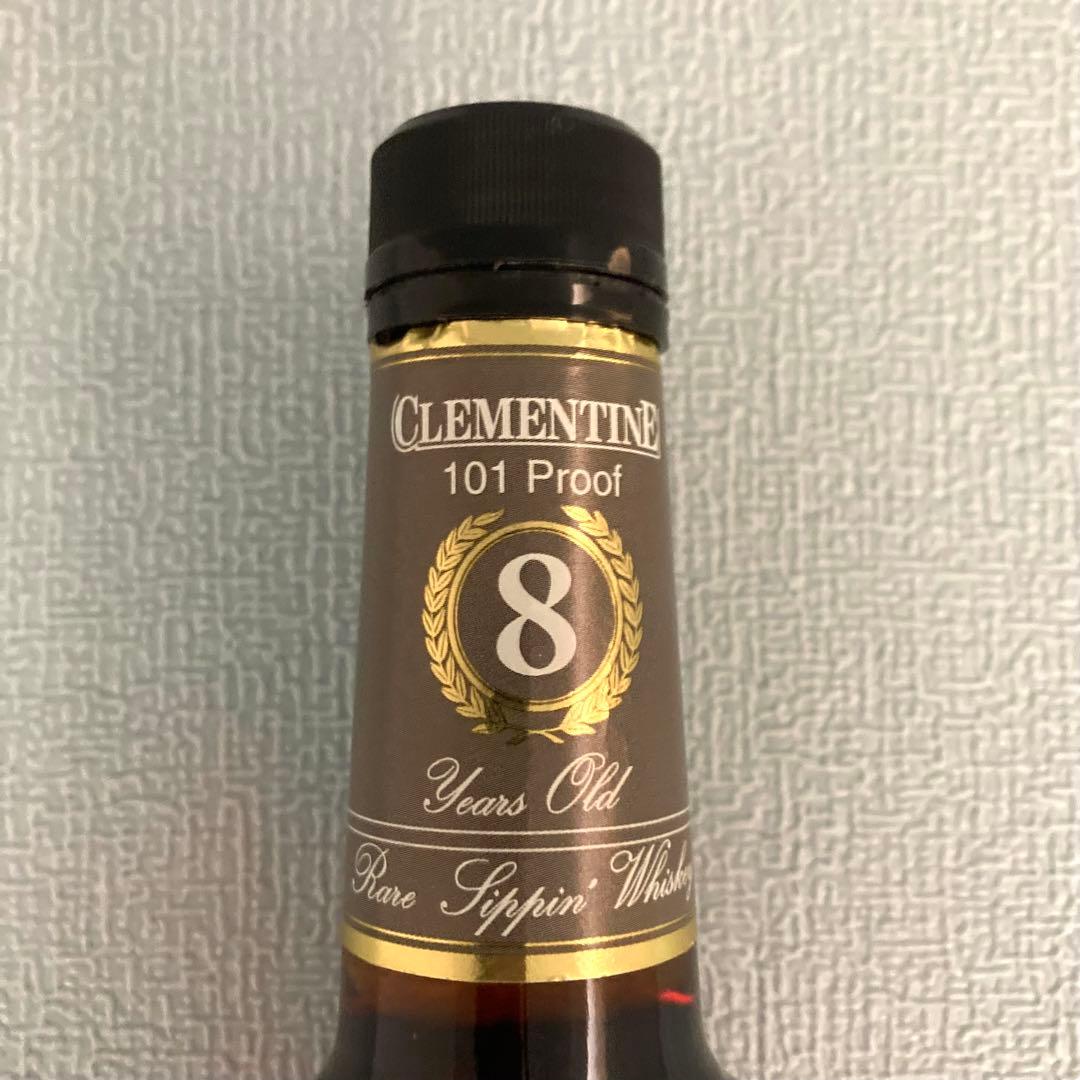 CLEMENTINE
101 Proof
8
Years Old
Rare Sippin' Whiskey